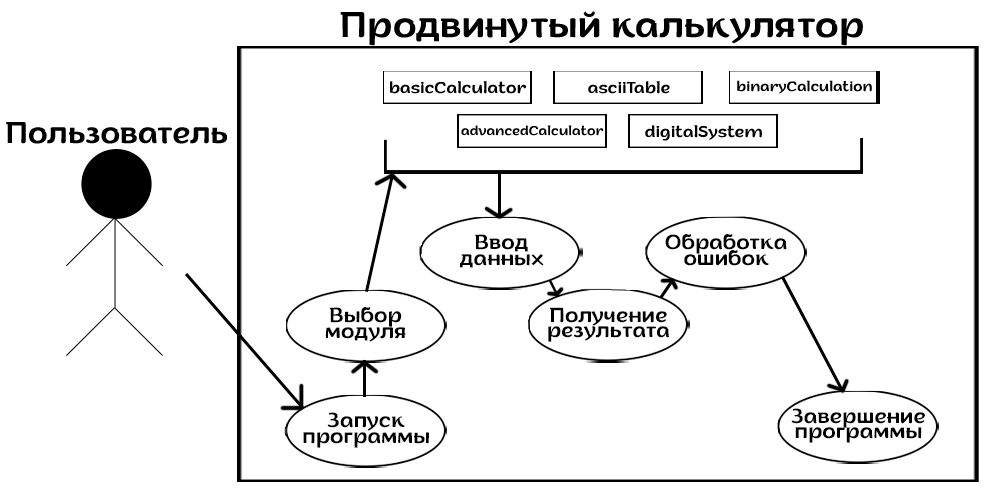 Продвинутый калькулятор
basicCalculator
asciiTable
binaryCalculation
advancedCalculator
digitalSystem
Пользователь
Ввод
данных
Обработка
ошибок
Выбор
модуля
Получение
результата
Запуск
программы
Завершение
программы